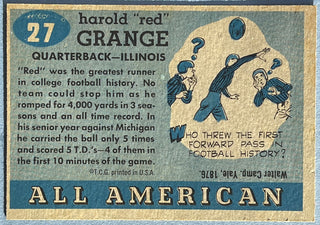 27
harold "red"
GRANGE
QUARTERBACK—ILLINOIS
"Red" was the greatest runner
in college football history. No
team could stop him as he
romped for 4,000 yards in 3 sea-
sons and an all time record. In
his senior year against Michigan
he carried the ball only 5 times
and scored 5 T.D.'s—4 of them in
the first 10 minutes of the game.
©T.C.G. printed in U.S.A.
WHO THREW THE FIRST
FORWARD PASS IN
FOOTBALL HISTORY?
Walter Camp, Yale, 1876.
ALL AMERICAN